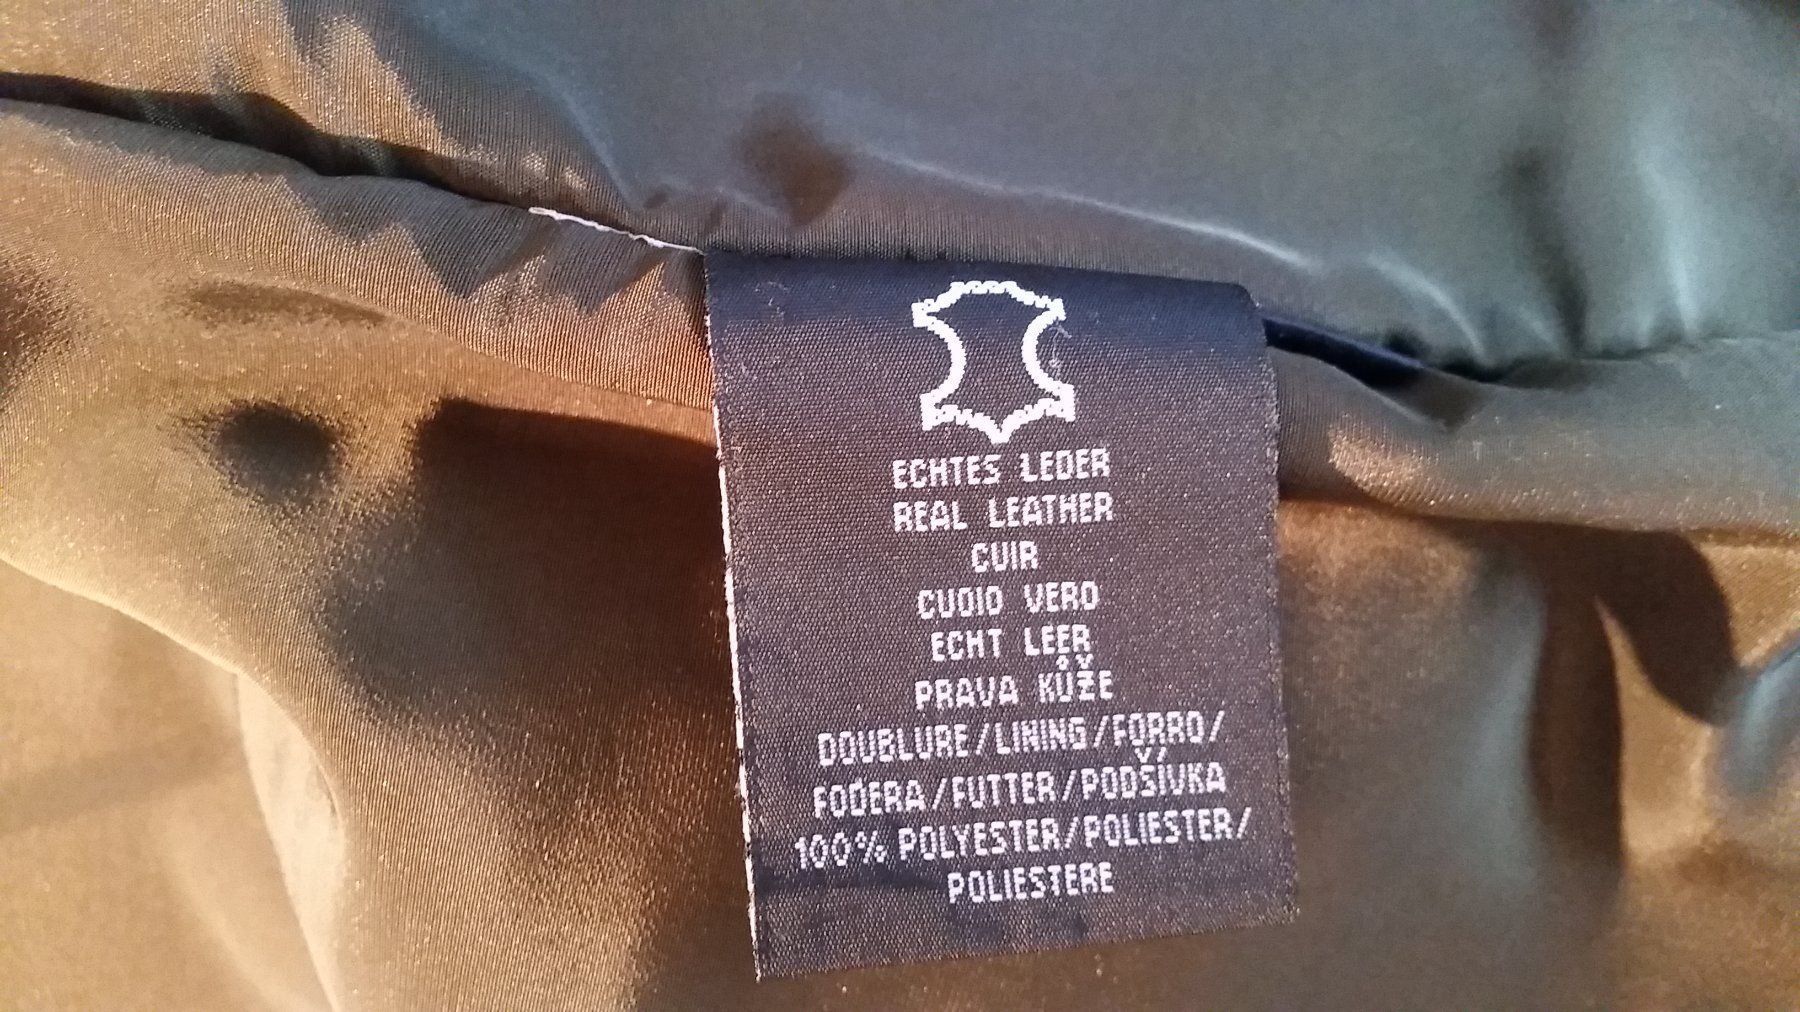 ECHTES LEDER
REAL LEATHER
CUIR
CUOIO VERO
ECHT LEER
PRAVA KŮŽE
DOUBLURE/LINING/FORRO/
FODERA/FUTTER/PODŠÍVKA
100% POLYESTER/POLIESTER/
POLIESTERE